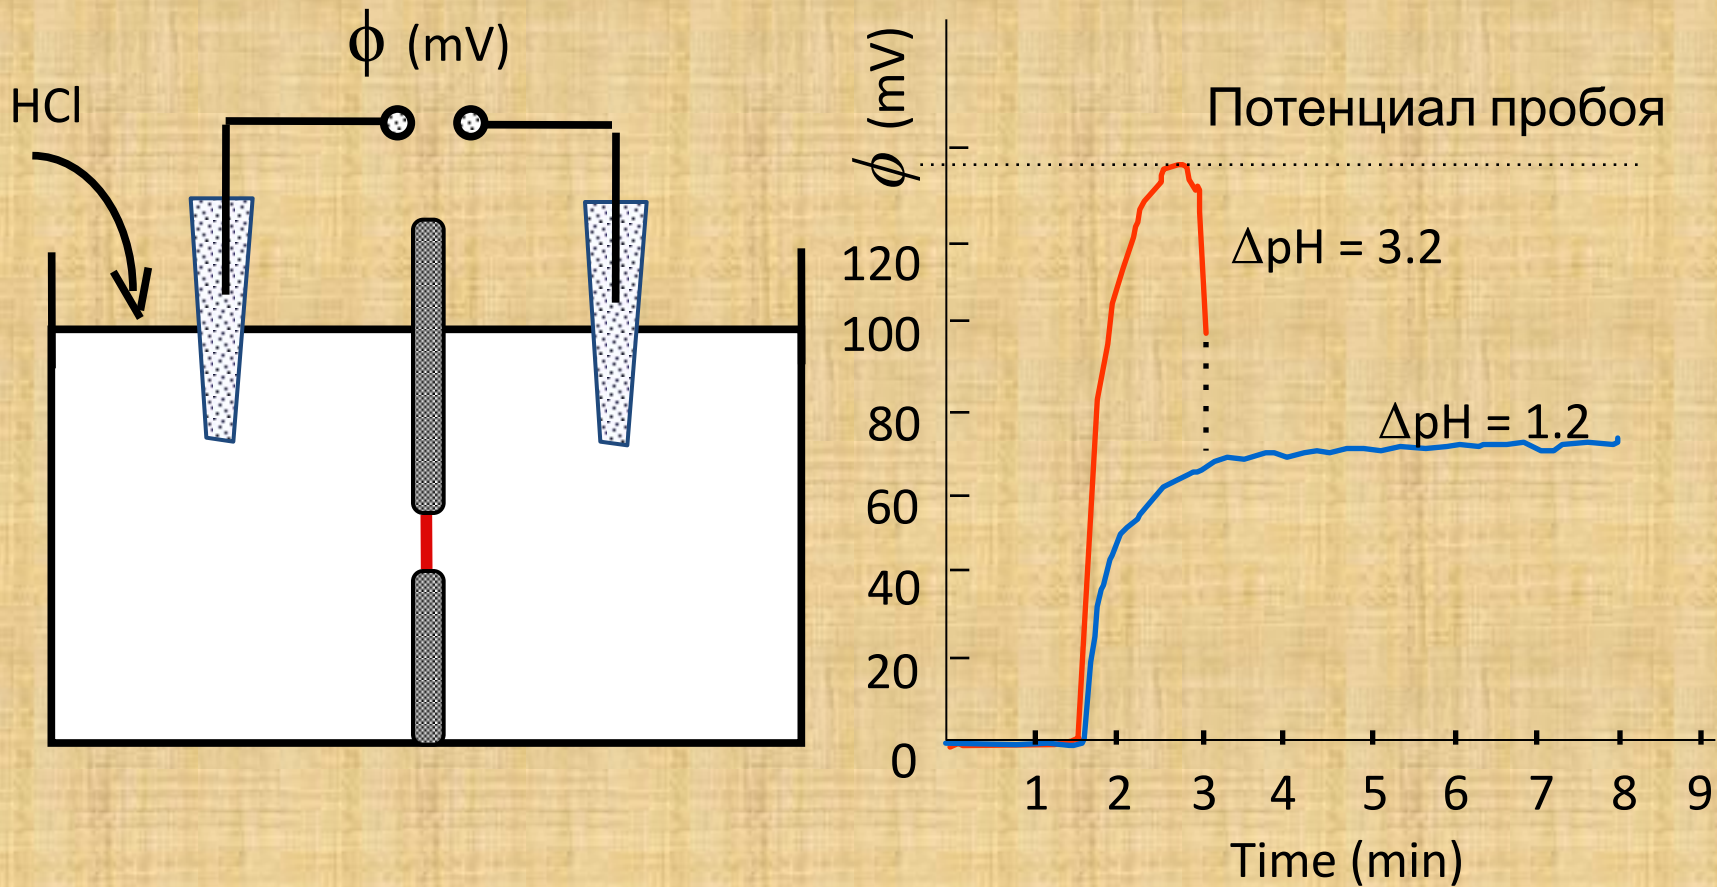 ϕ (mV)
HCl
ϕ (mV)
Потенциал пробоя
ΔpH = 3.2
ΔpH = 1.2
120
100
80
60
40
20
0
1 2 3 4 5 6 7 8 9
Time (min)